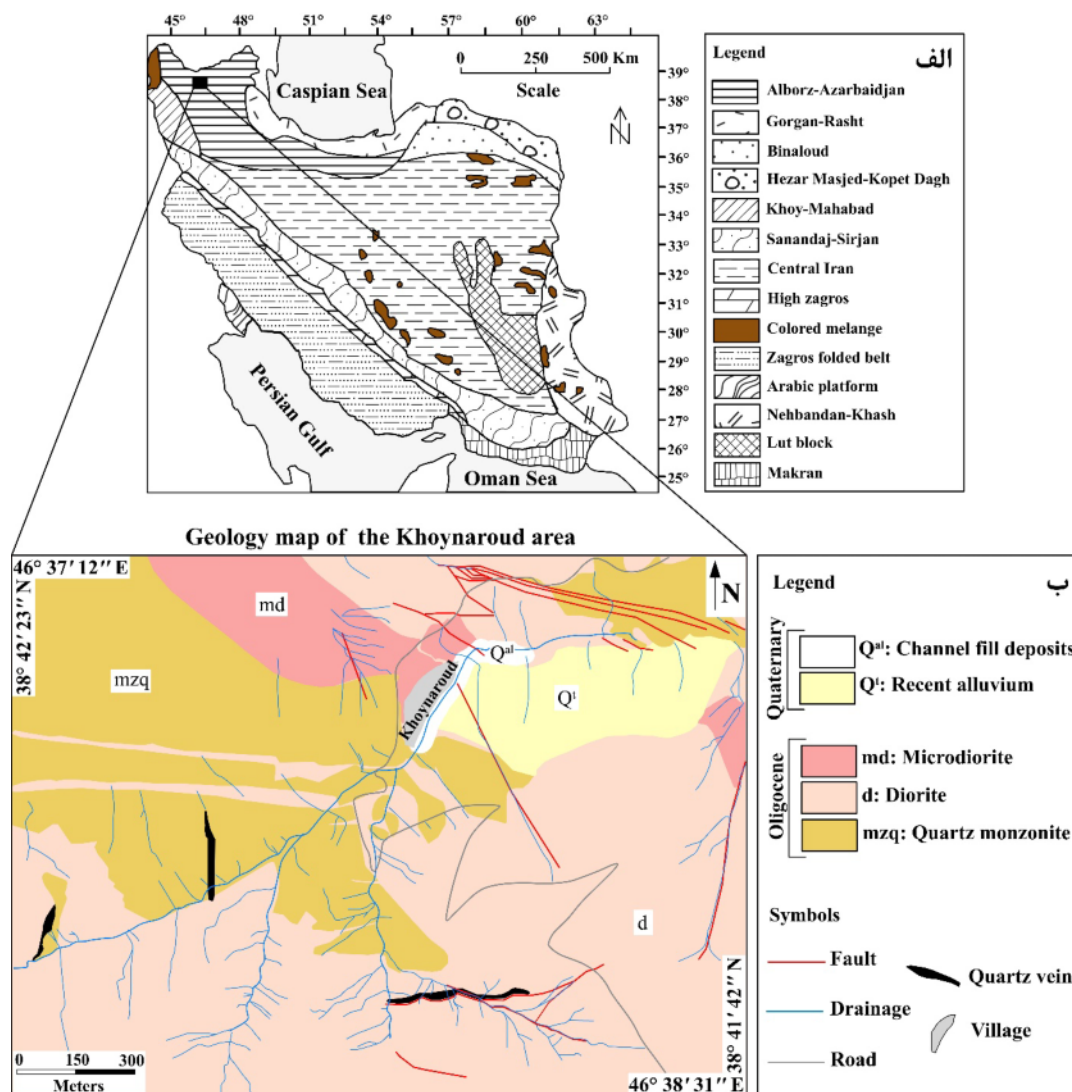 45° 48° 51° 54° 57° 60° 63°
Caspian Sea
0 250 500 Km
Scale
N
39°
38°
37°
36°
35°
34°
33°
32°
31°
30°
29°
28°
27°
26°
25°
Persian Gulf
Oman Sea
Legend الف
Alborz-Azarbaidjan
Gorgan-Rasht
Binaloud
Hezar Masjed-Kopet Dagh
Khoy-Mahabad
Sanandaj-Sirjan
Central Iran
High zagros
Colored melange
Zagros folded belt
Arabic platform
Nehbandan-Khash
Lut block
Makran
Geology map of the Khoynaroud area
46° 37′ 12″ E
38° 42′ 23″ N
N
md
mzq
Qal
Khoynaroud
Qt
d
0 150 300
Meters
38° 41′ 42″ N
46° 38′ 31″ E
Legend ب
Quaternary
Qal: Channel fill deposits
Qt: Recent alluvium
Oligocene
md: Microdiorite
d: Diorite
mzq: Quartz monzonite
Symbols
Fault
Quartz vein
Drainage
Village
Road